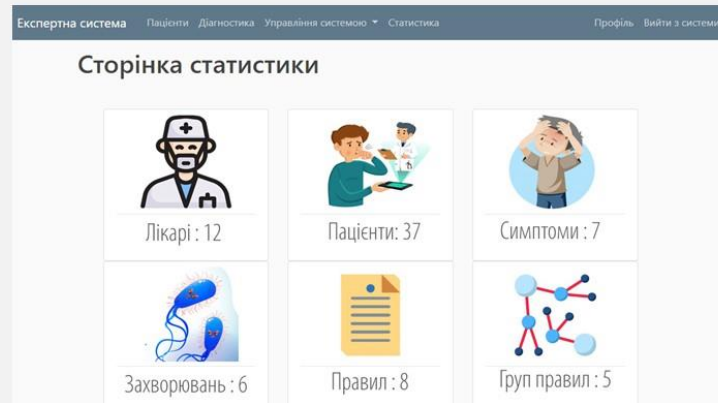 Експертна система Пацієнти Діагностика Управління системою Статистика Профіль Вийти з системи
Сторінка статистики
Лікарі : 12 Пацієнти: 37 Симптоми : 7
Захворювань : 6 Правил : 8 Груп правил : 5